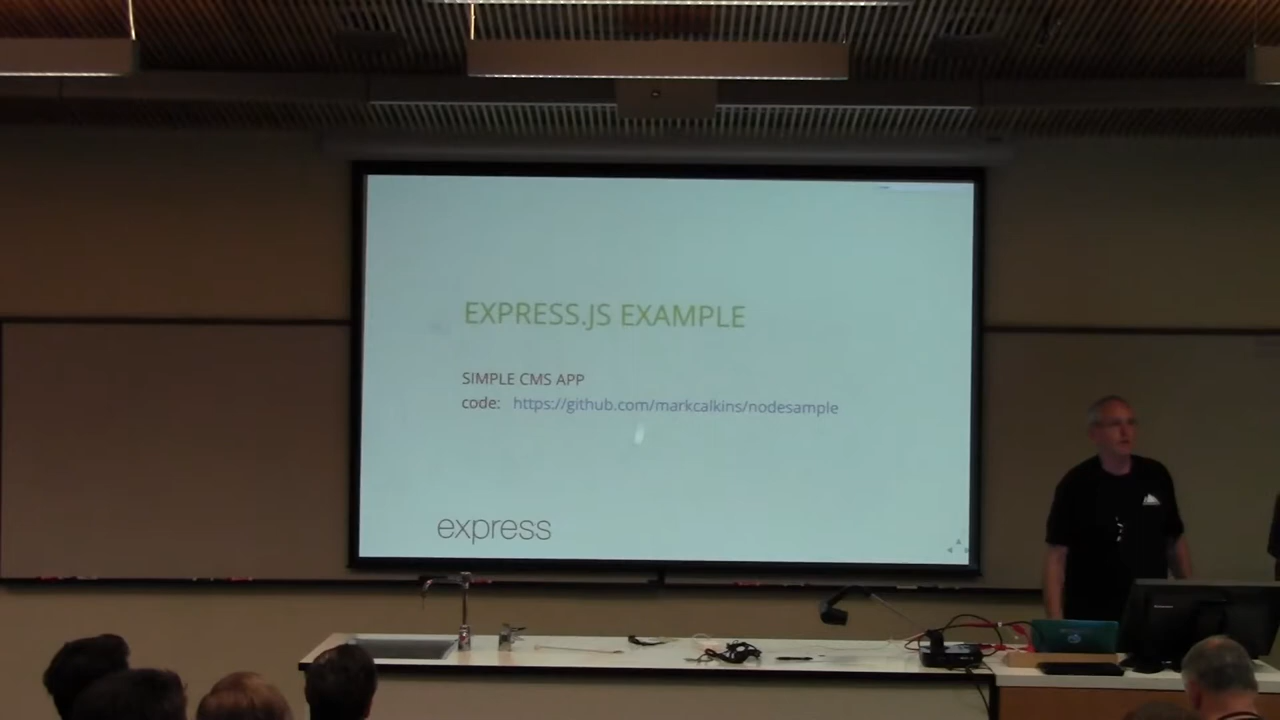 EXPRESS.JS EXAMPLE
SIMPLE CMS APP
code: https://github.com/markcalkins/nodesample
express